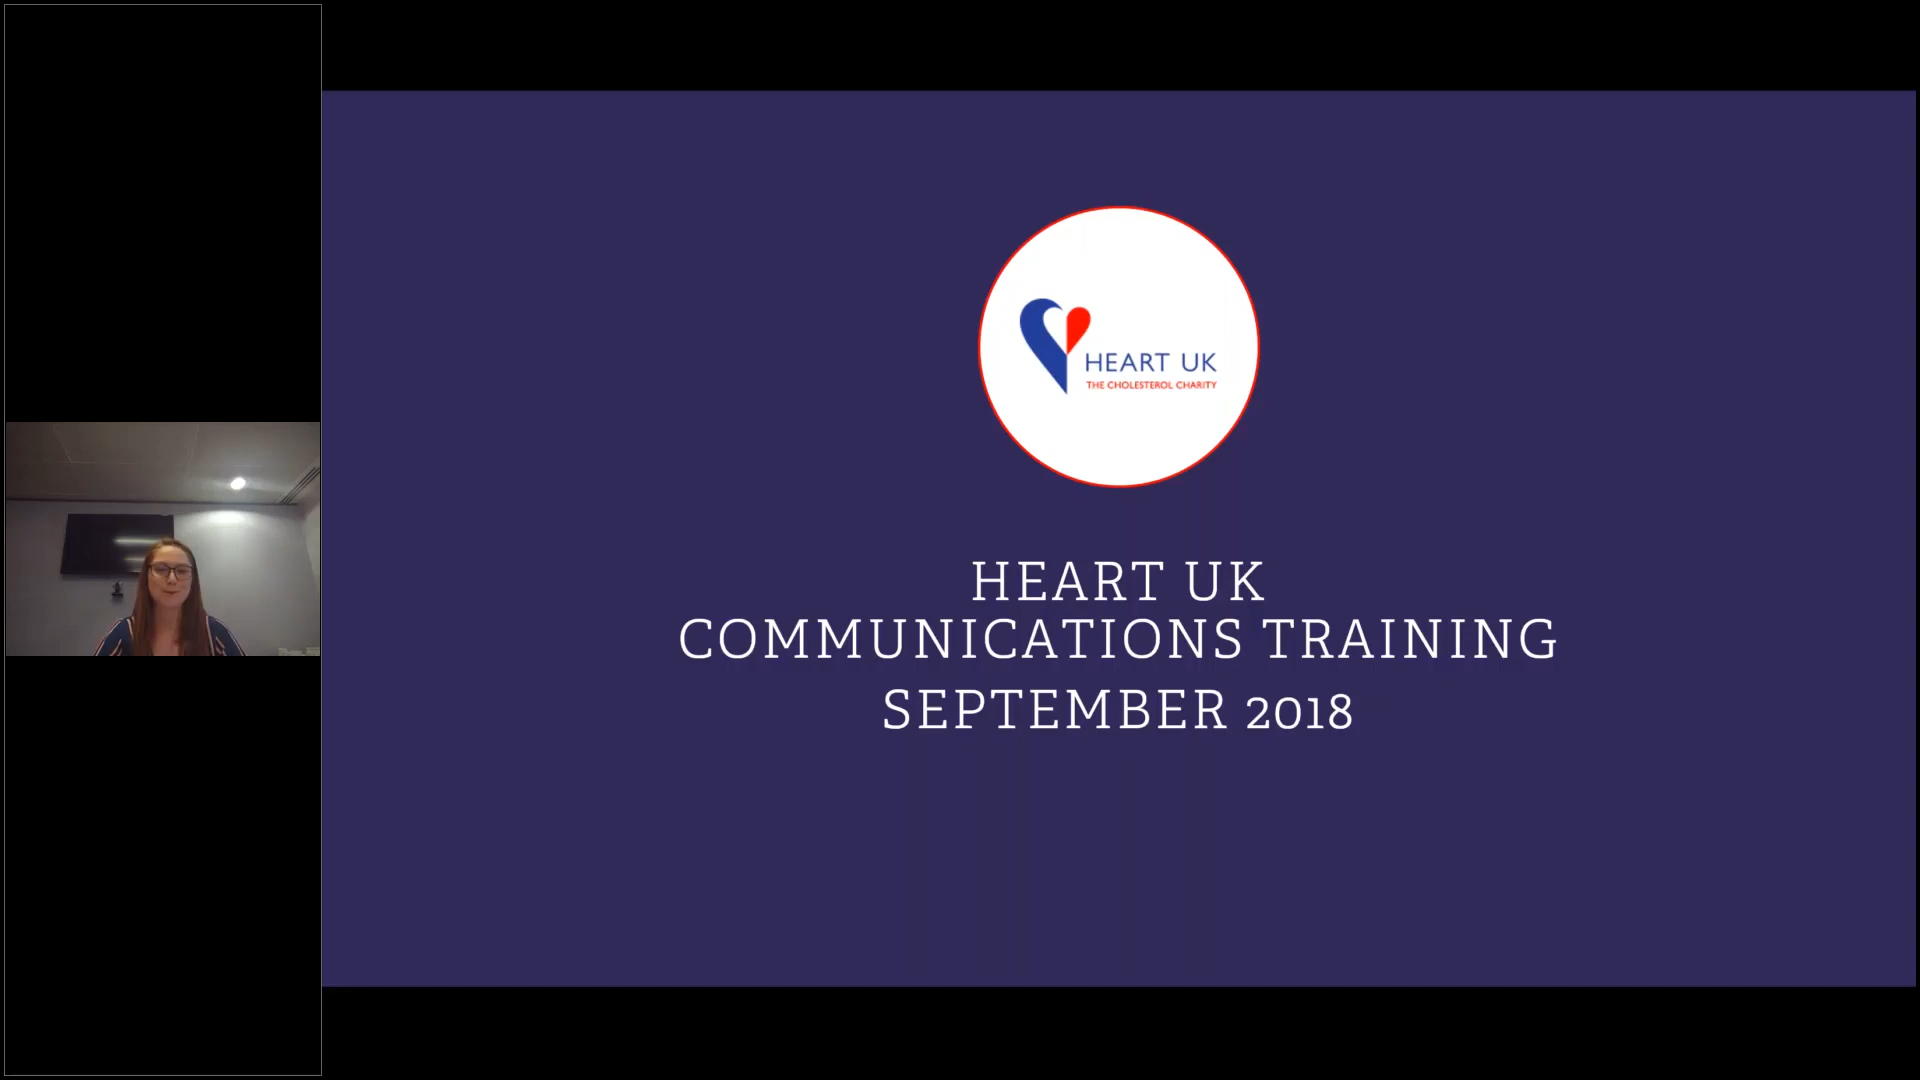 HEART UK
THE CHOLESTEROL CHARITY
HEART UK
COMMUNICATIONS TRAINING
SEPTEMBER 2018